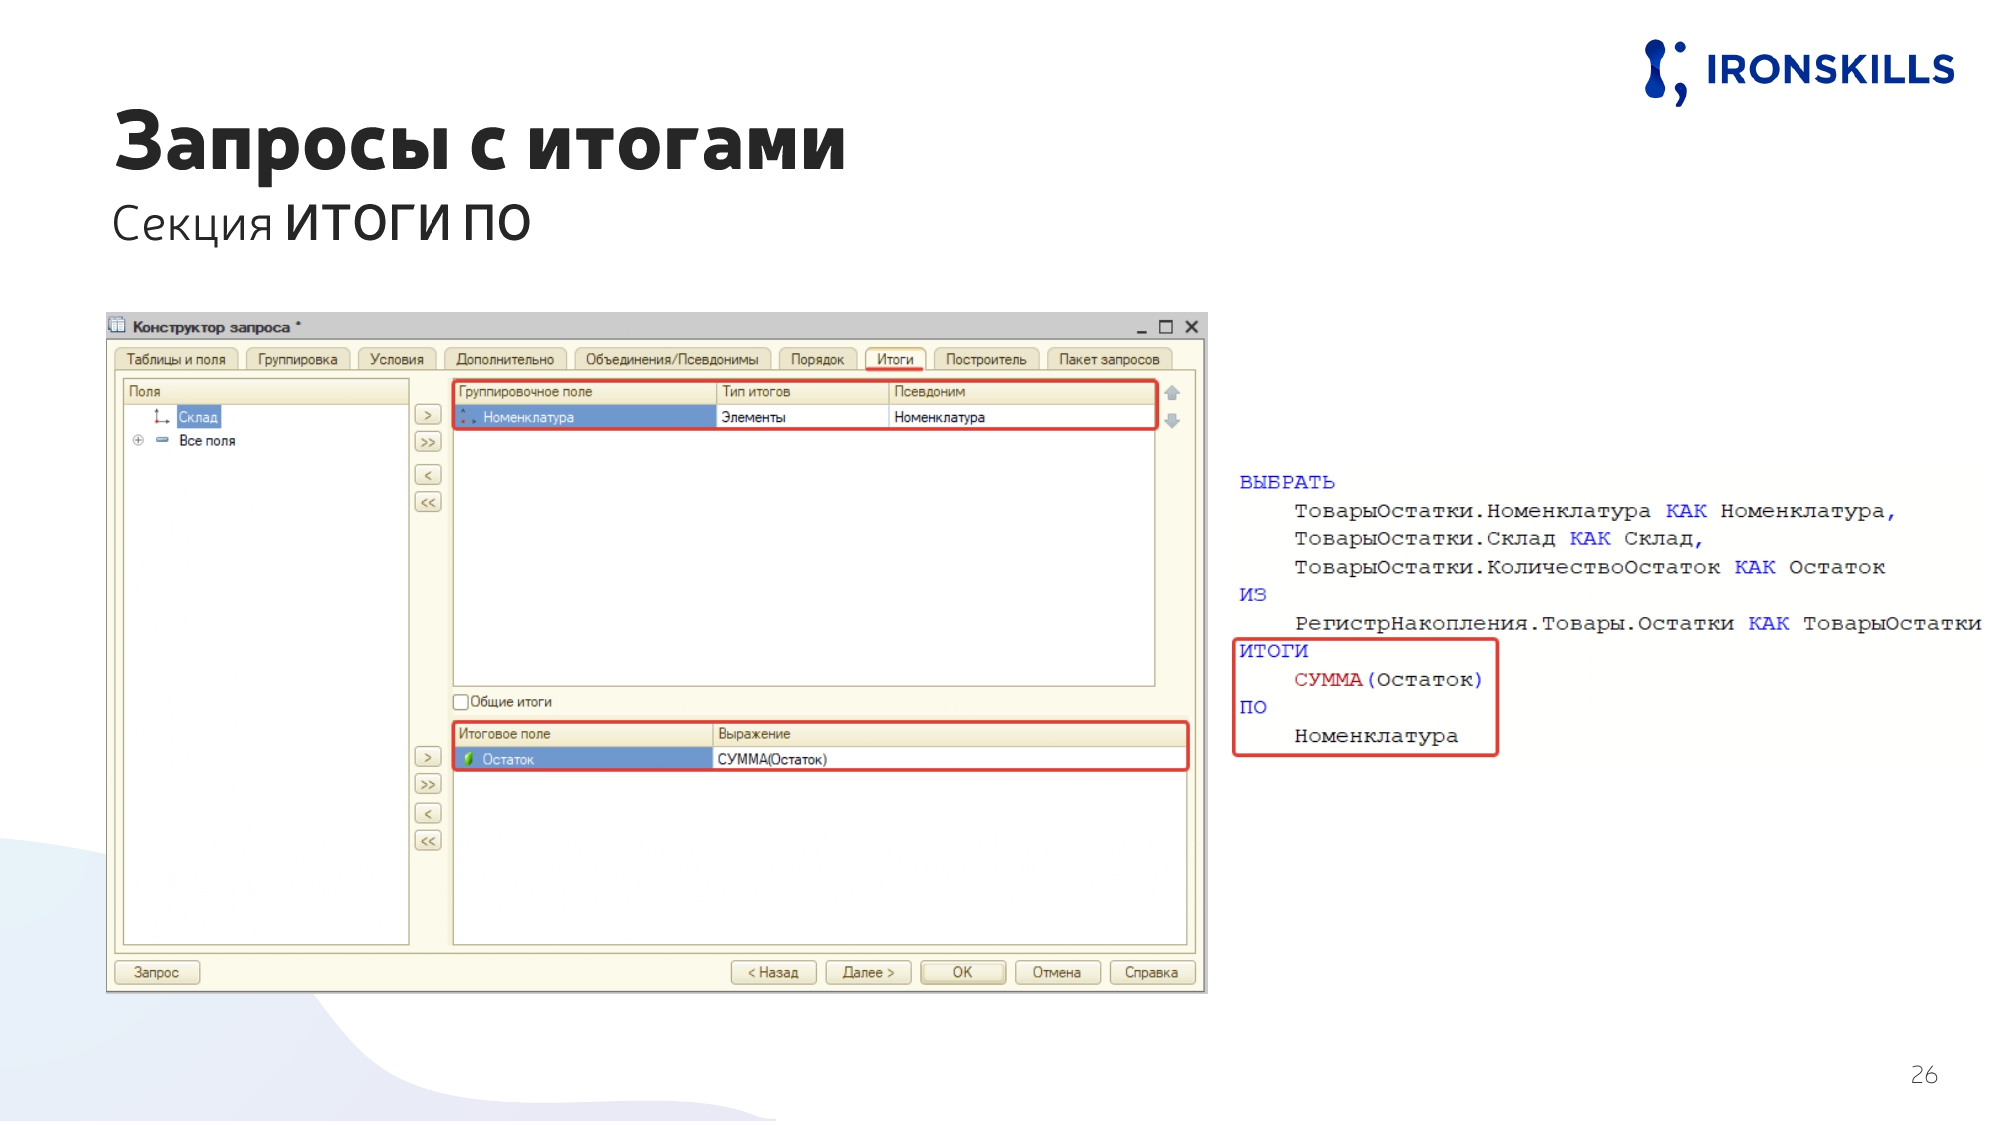 IRONSKILLS
Запросы с итогами
Секция ИТОГИ ПО
Конструктор запроса *
Таблицы и поля Группировка Условия Дополнительно Объединения/Псевдонимы Порядок Итоги Построитель Пакет запросов
Поля
Склад
Все поля
>
>>
<
<<
Группировочное поле Тип итогов Псевдоним
Номенклатура Элементы Номенклатура
Общие итоги
Итоговое поле Выражение
Остаток СУММА(Остаток)
>
>>
<
<<
Запрос < Назад Далее > OK Отмена Справка
ВЫБРАТЬ
ТоварыОстатки.Номенклатура КАК Номенклатура,
ТоварыОстатки.Склад КАК Склад,
ТоварыОстатки.КоличествоОстаток КАК Остаток
ИЗ
РегистрНакопления.Товары.Остатки КАК ТоварыОстатки
ИТОГИ
СУММА(Остаток)
ПО
Номенклатура
26